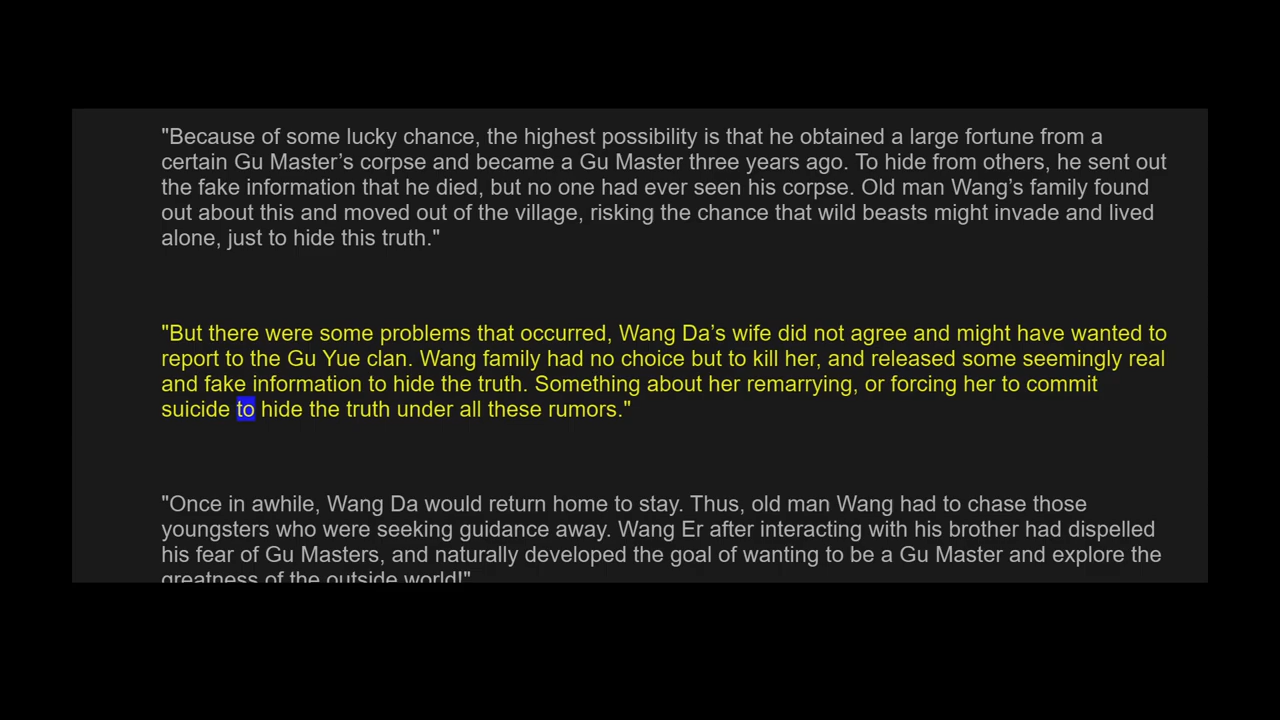 "Because of some lucky chance, the highest possibility is that he obtained a large fortune from a
certain Gu Master’s corpse and became a Gu Master three years ago. To hide from others, he sent out
the fake information that he died, but no one had ever seen his corpse. Old man Wang’s family found
out about this and moved out of the village, risking the chance that wild beasts might invade and lived
alone, just to hide this truth."
"But there were some problems that occurred, Wang Da’s wife did not agree and might have wanted to
report to the Gu Yue clan. Wang family had no choice but to kill her, and released some seemingly real
and fake information to hide the truth. Something about her remarrying, or forcing her to commit
suicide to hide the truth under all these rumors."
"Once in awhile, Wang Da would return home to stay. Thus, old man Wang had to chase those
youngsters who were seeking guidance away. Wang Er after interacting with his brother had dispelled
his fear of Gu Masters, and naturally developed the goal of wanting to be a Gu Master and explore the
greatness of the outside world!"